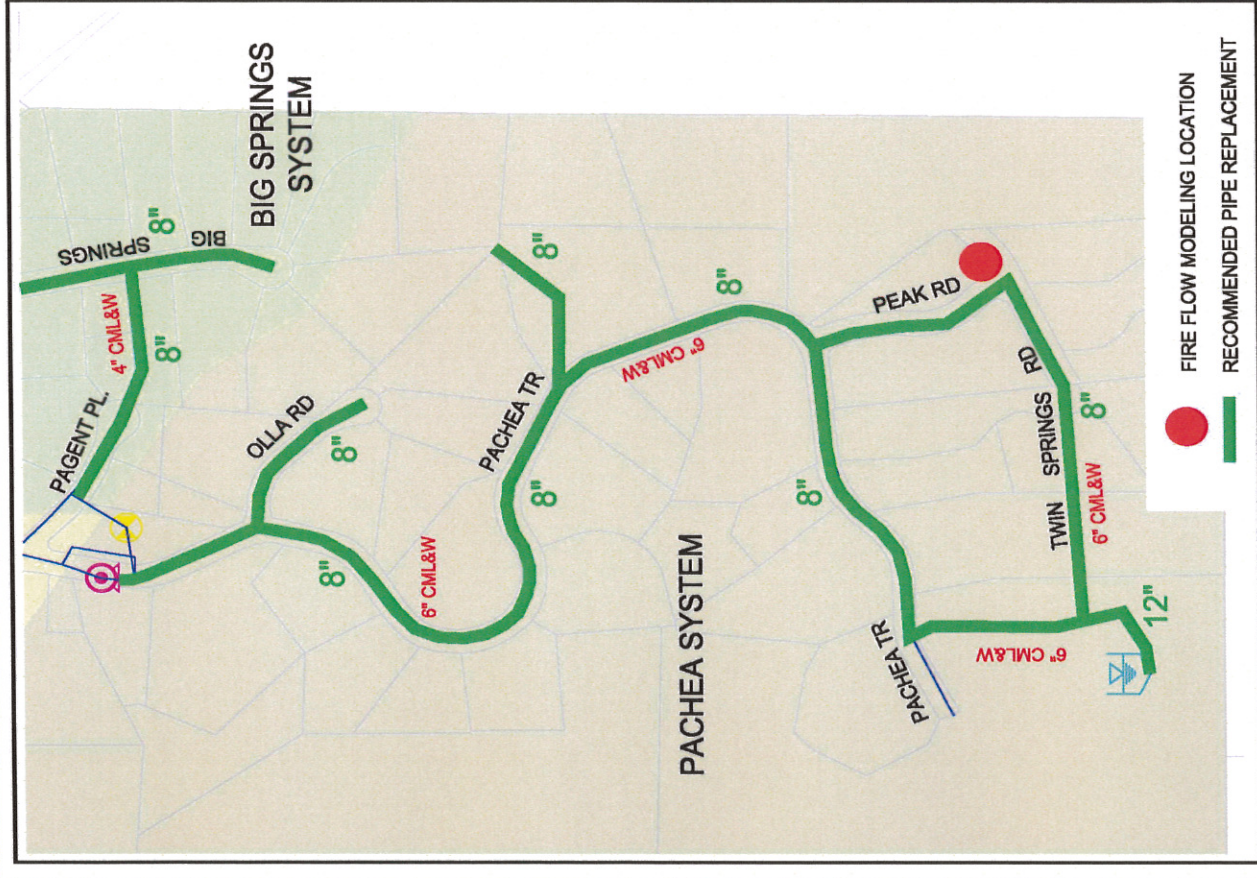 BIG SPRINGS
SYSTEM
BIG SPRINGS
8"
4" CML&W
8"
PAGENT PL.
OLLA RD
8"
8"
8"
6" CML&W
PACHEA TR
8"
6" CML&W
8"
PEAK RD
8"
PACHEA SYSTEM
TWIN SPRINGS RD
8"
6" CML&W
PACHEA TR
6" CML&W
12"
FIRE FLOW MODELING LOCATION
RECOMMENDED PIPE REPLACEMENT